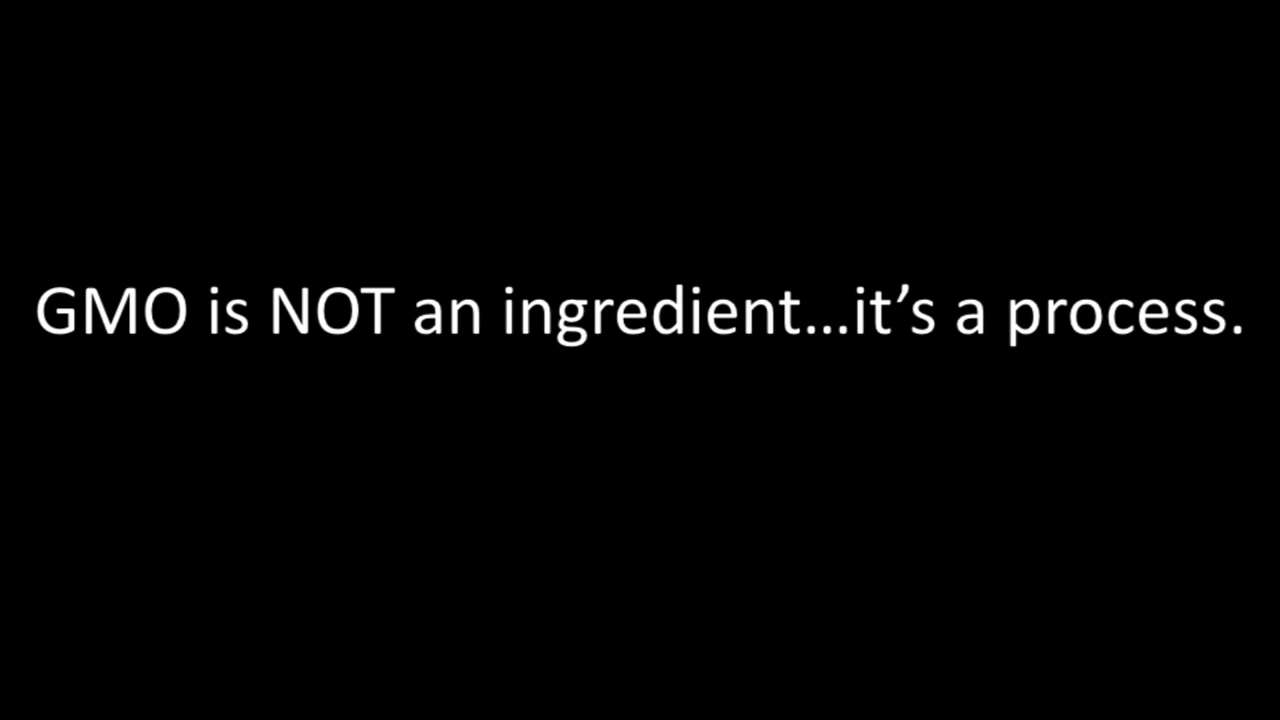 GMO is NOT an ingredient...it’s a process.